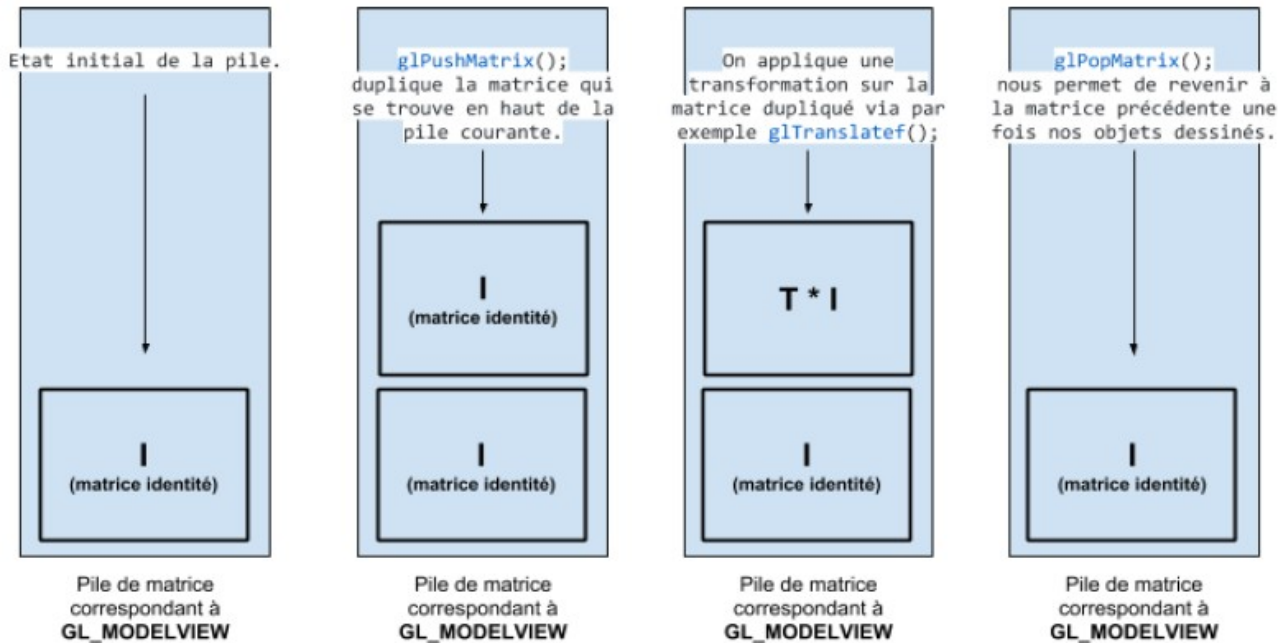 Etat initial de la pile.
I
(matrice identité)
Pile de matrice
correspondant à
GL_MODELVIEW
glPushMatrix();
duplique la matrice qui
se trouve en haut de la
pile courante.
I
(matrice identité)
I
(matrice identité)
Pile de matrice
correspondant à
GL_MODELVIEW
On applique une
transformation sur la
matrice dupliqué via par
exemple glTranslatef();
T * I
I
(matrice identité)
Pile de matrice
correspondant à
GL_MODELVIEW
glPopMatrix();
nous permet de revenir à
la matrice précédente une
fois nos objets dessinés.
I
(matrice identité)
Pile de matrice
correspondant à
GL_MODELVIEW